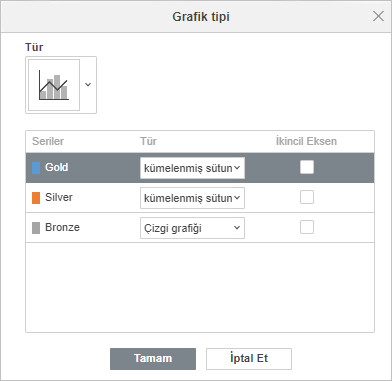 Grafik tipi
Tür
Seriler Tür İkincil Eksen
Gold kümelenmiş sütun
Silver kümelenmiş sütun
Bronze Çizgi grafiği
Tamam İptal Et